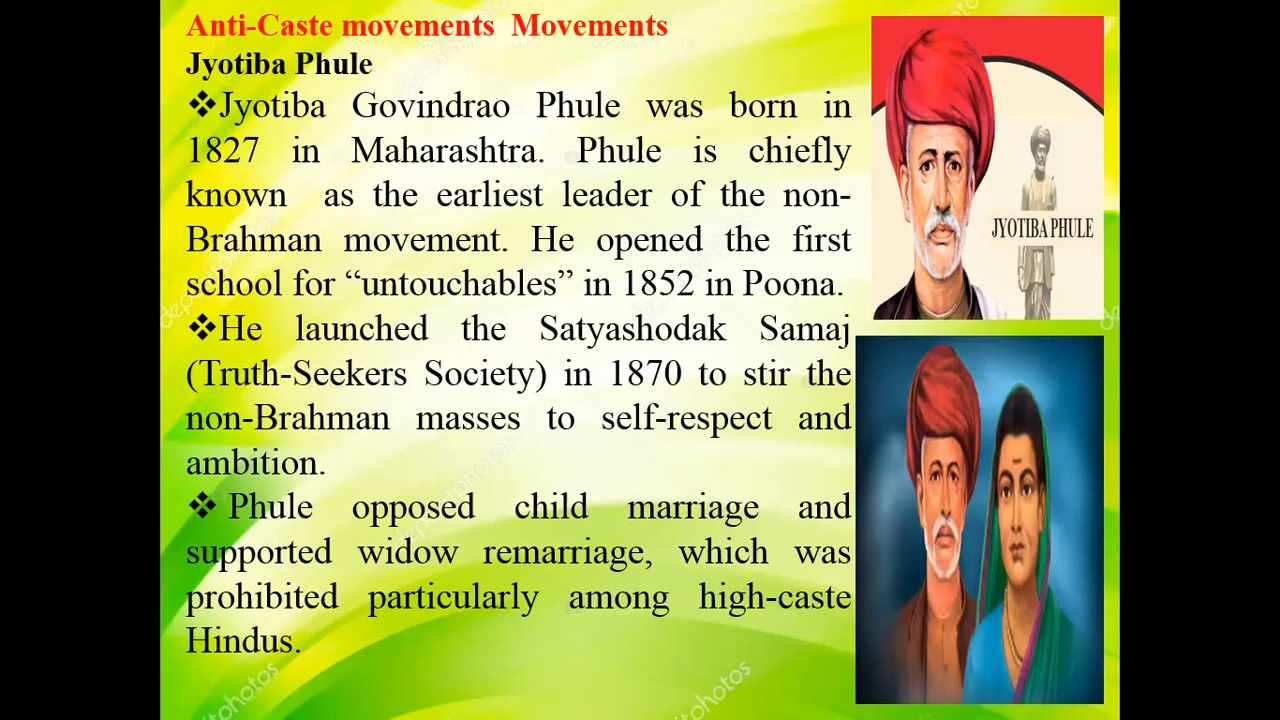 Anti-Caste movements  Movements
Jyotiba Phule
❖Jyotiba Govindrao Phule was born in
1827 in Maharashtra. Phule is chiefly
known  as the earliest leader of the non-
Brahman movement. He opened the first
school for “untouchables” in 1852 in Poona.
❖He launched the Satyashodak Samaj
(Truth-Seekers Society) in 1870 to stir the
non-Brahman masses to self-respect and
ambition.
❖ Phule opposed child marriage and
supported widow remarriage, which was
prohibited particularly among high-caste
Hindus.
JYOTIBA PHULE
depositphotos